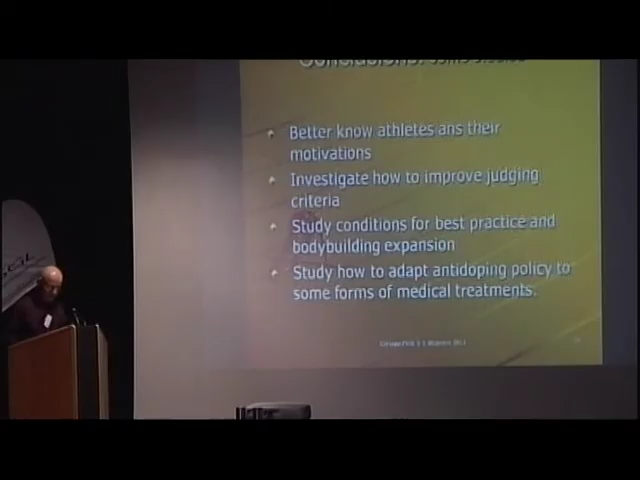 Conclusions:
Better know athletes ans their
motivations
Investigate how to improve judging
criteria
Study conditions for best practice and
bodybuilding expansion
Study how to adapt antidoping policy to
some forms of medical treatments.